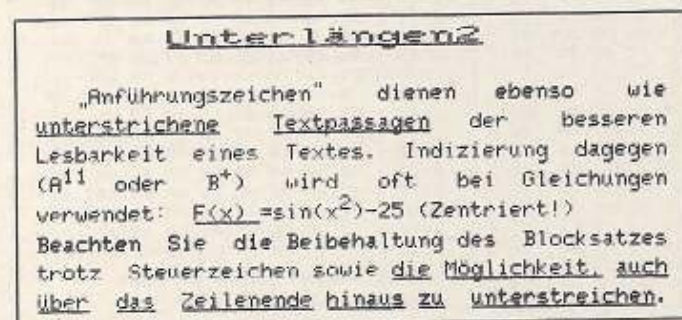 Unterlängen2
„Anführungszeichen" dienen ebenso wie
unterstrichene Textpassagen der besseren
Lesbarkeit eines Textes. Indizierung dagegen
(A¹¹ oder B⁺) wird oft bei Gleichungen
verwendet: F(x) =sin(x²)-25 (Zentriert!)
Beachten Sie die Beibehaltung des Blocksatzes
trotz Steuerzeichen sowie die Möglichkeit, auch
über das Zeilenende hinaus zu unterstreichen.